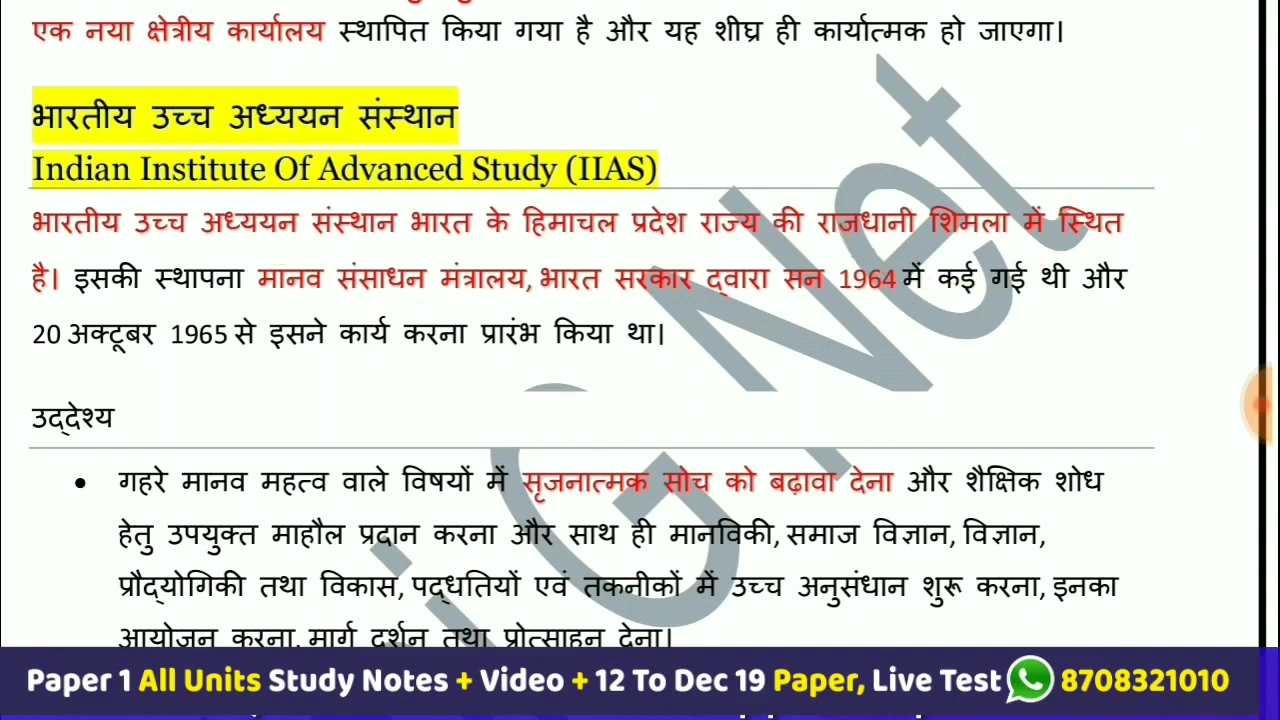 एक नया क्षेत्रीय कार्यालय स्थापित किया गया है और यह शीघ्र ही कार्यात्मक हो जाएगा।
भारतीय उच्च अध्ययन संस्थान
Indian Institute Of Advanced Study (IIAS)
भारतीय उच्च अध्ययन संस्थान भारत के हिमाचल प्रदेश राज्य की राजधानी शिमला में स्थित
है। इसकी स्थापना मानव संसाधन मंत्रालय, भारत सरकार द्वारा सन 1964 में कई गई थी और
20 अक्टूबर 1965 से इसने कार्य करना प्रारंभ किया था।
उद्देश्य
• गहरे मानव महत्व वाले विषयों में सृजनात्मक सोच को बढ़ावा देना और शैक्षिक शोध
हेतु उपयुक्त माहौल प्रदान करना और साथ ही मानविकी, समाज विज्ञान, विज्ञान,
प्रौद्योगिकी तथा विकास, पद्धतियों एवं तकनीकों में उच्च अनुसंधान शुरू करना, इनका
आयोजन करना, मार्ग दर्शन तथा प्रोत्साहन देना।
Paper 1 All Units Study Notes + Video + 12 To Dec 19 Paper, Live Test 8708321010